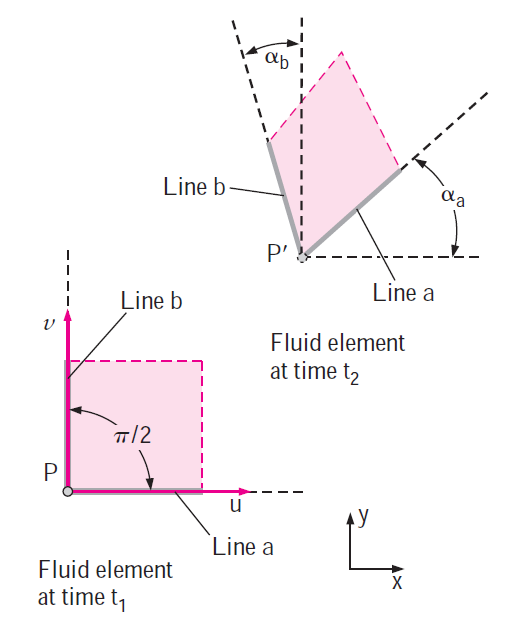 αb
Line b
αa
P′
Line a
Fluid element
at time t₂
Line b
ν
π/2
P
u
Line a
y
x
Fluid element
at time t₁